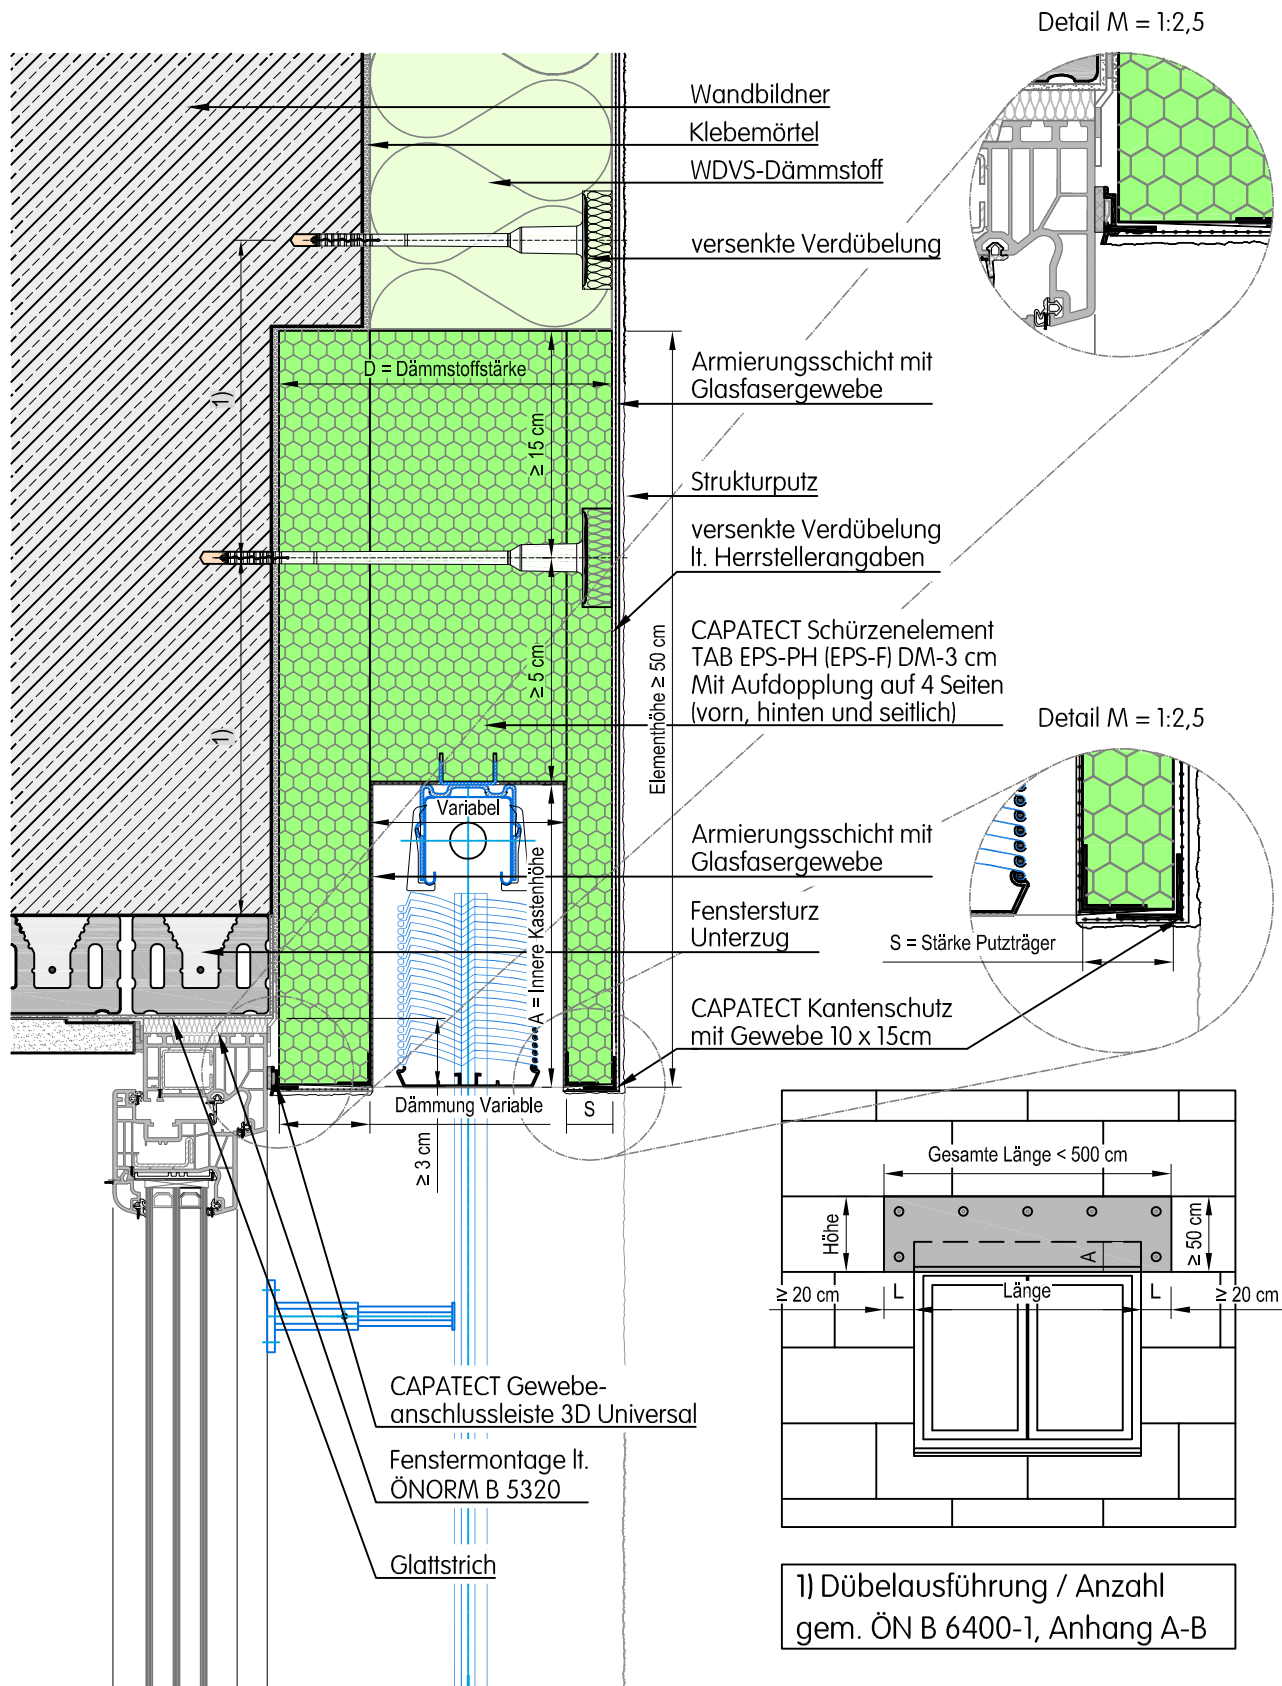 Detail M = 1:2,5
Wandbildner
Klebemörtel
WDVS-Dämmstoff
versenkte Verdübelung
Armierungsschicht mit
Glasfasergewebe
D = Dämmstoffstärke
1)
≥ 15 cm
Strukturputz
versenkte Verdübelung
lt. Herrstellerangaben
CAPATECT Schürzenelement
TAB EPS-PH (EPS-F) DM-3 cm
Mit Aufdopplung auf 4 Seiten
(vorn, hinten und seitlich)
≥ 5 cm
Elementhöhe ≥ 50 cm
1)
Detail M = 1:2,5
Variabel
Armierungsschicht mit
Glasfasergewebe
A = Innere Kastenhöhe
Fenstersturz
Unterzug
S = Stärke Putzträger
CAPATECT Kantenschutz
mit Gewebe 10 x 15cm
Dämmung Variable
S
≥ 3 cm
Gesamte Länge < 500 cm
Höhe
A
≥ 50 cm
≥ 20 cm
L
Länge
L
≥ 20 cm
CAPATECT Gewebe-
anschlussleiste 3D Universal
Fenstermontage lt.
ÖNORM B 5320
Glattstrich
1) Dübelausführung / Anzahl
gem. ÖN B 6400-1, Anhang A-B